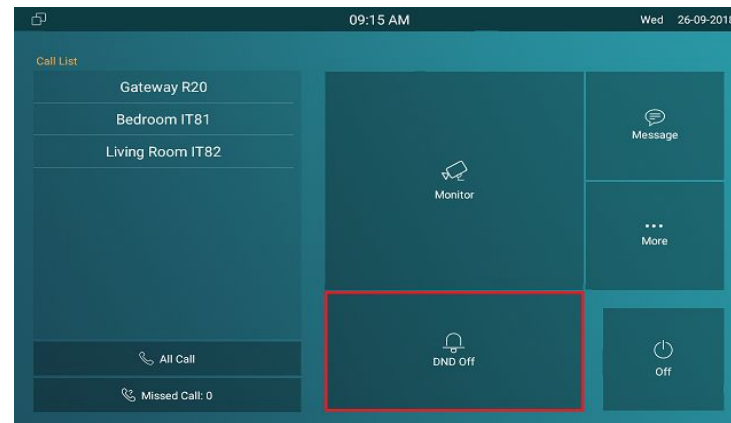 09:15 AM
Wed 26-09-2018
Call List
Gateway R20
Bedroom IT81
Living Room IT82
All Call
Missed Call: 0
Monitor
DND Off
Message
More
Off